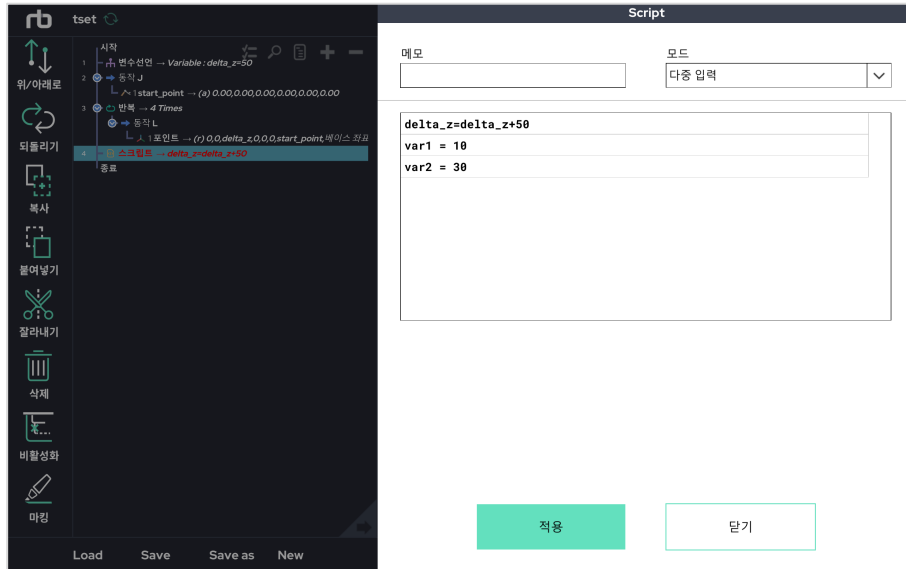 rb
tset
Script
시작
1 변수선언 → Variable : delta_z=50
2 동작 J
1 start_point → (a) 0.00,0.00,0.00,0.00,0.00,0.00
3 반복 → 4 Times
동작 L
1 포인트 → (r) 0,0,delta_z,0,0,0,start_point,베이스 좌표
4 스크립트 → delta_z=delta_z+50
종료
위/아래로
되돌리기
복사
붙여넣기
잘라내기
삭제
비활성화
마킹
Load Save Save as New
메모 모드
다중 입력
delta_z=delta_z+50
var1 = 10
var2 = 30
적용 닫기